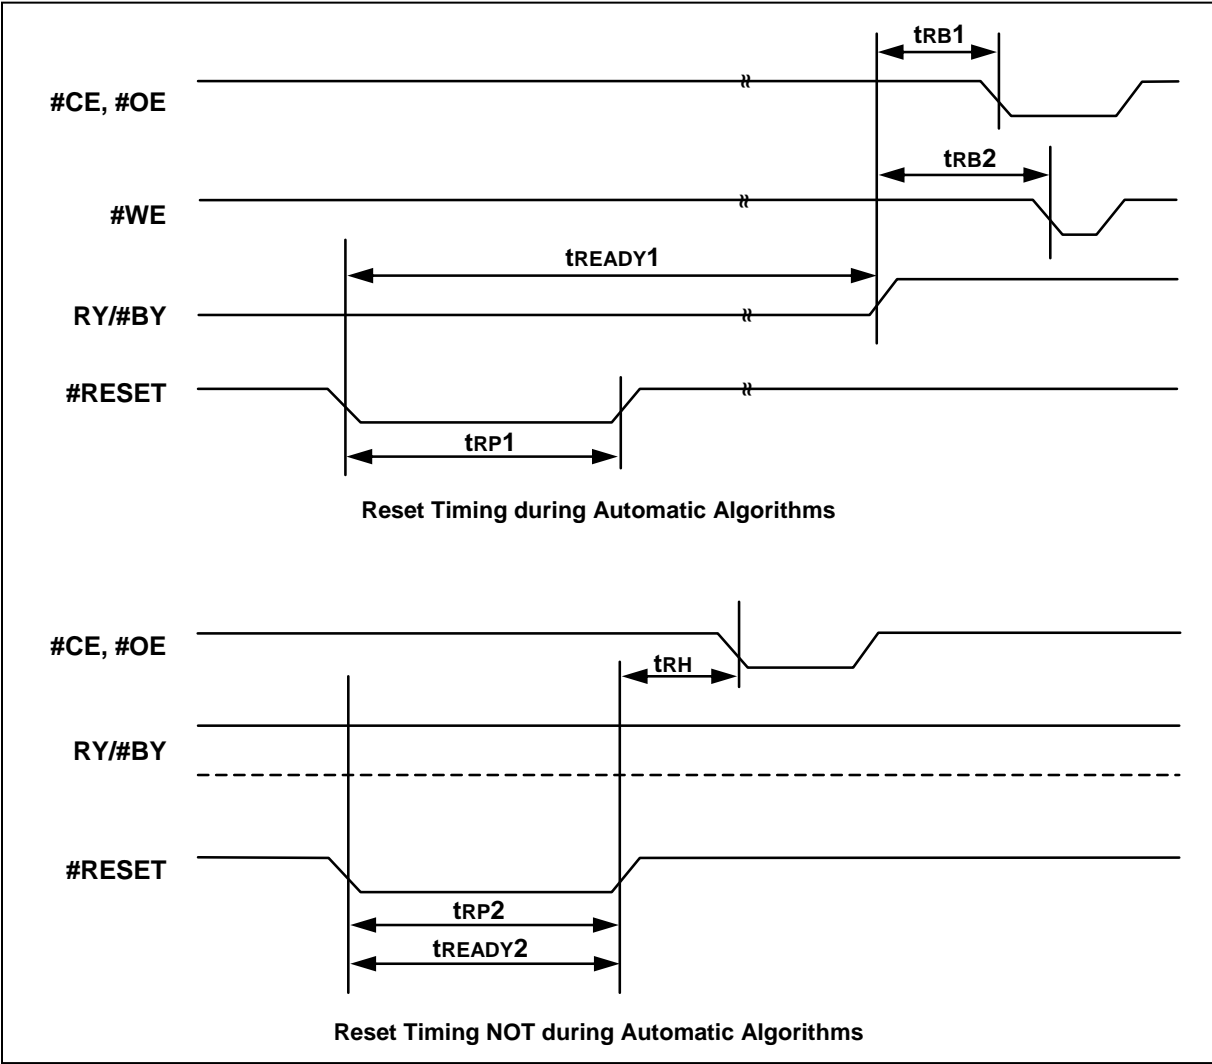 tRB1
#CE, #OE
tRB2
#WE
tREADY1
RY/#BY
#RESET
tRP1
Reset Timing during Automatic Algorithms
#CE, #OE
tRH
RY/#BY
#RESET
tRP2
tREADY2
Reset Timing NOT during Automatic Algorithms